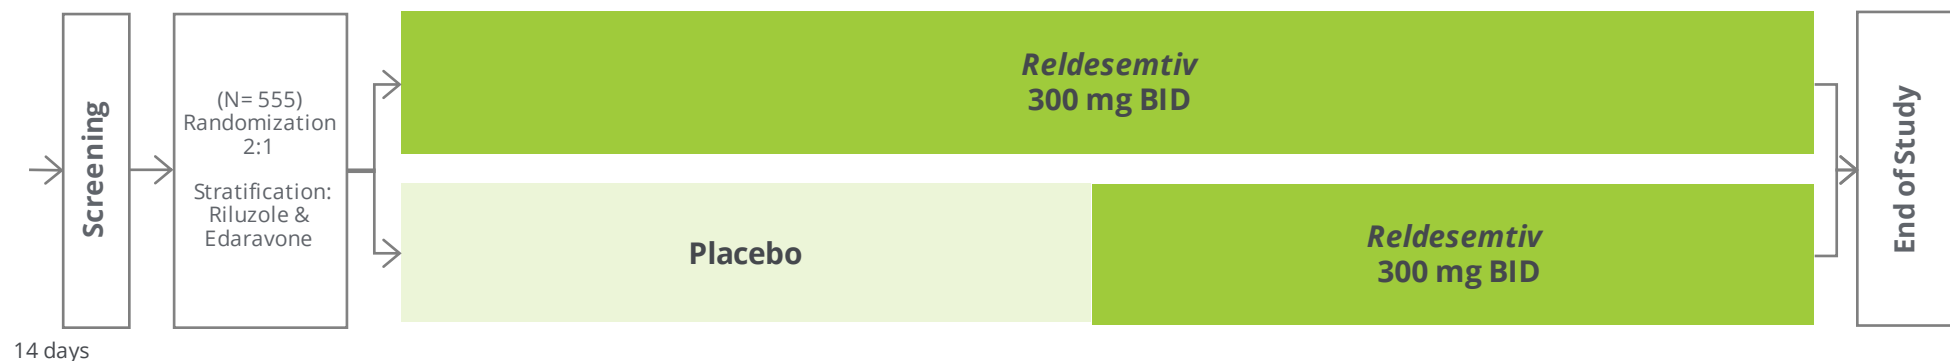 Screening
(N= 555)
Randomization
2:1
Stratification:
Riluzole &
Edaravone
Reldesemtiv
300 mg BID
Placebo
Reldesemtiv
300 mg BID
End of Study
14 days